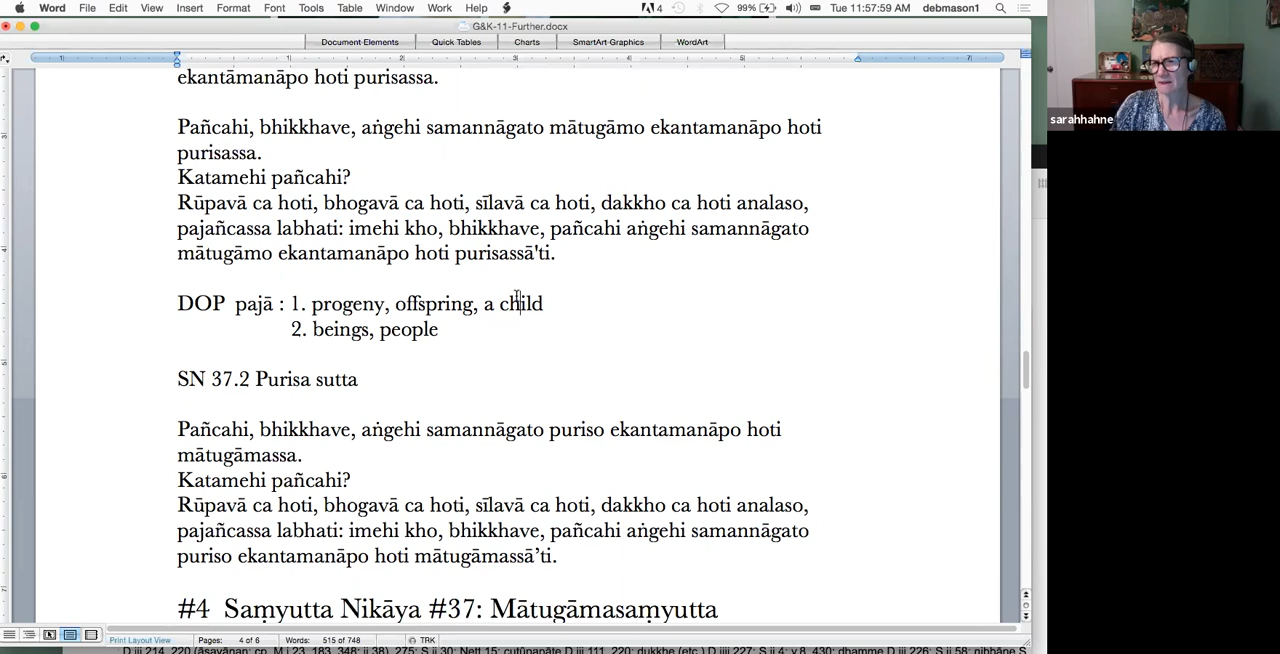 Word File Edit View Insert Format Font Tools Table Window Work Help 4 99% Tue 11:57:59 AM debmason1
G&K-11-Further.docx
Document Elements Quick Tables Charts SmartArt Graphics WordArt
ekantāmanāpo hoti purisassa.
Pañcahi, bhikkhave, aṅgehi samannāgato mātugāmo ekantamanāpo hoti
purisassa.
Katamehi pañcahi?
Rūpavā ca hoti, bhogavā ca hoti, sīlavā ca hoti, dakkho ca hoti analaso,
pajañcassa labhati: imehi kho, bhikkhave, pañcahi aṅgehi samannāgato
mātugāmo ekantamanāpo hoti purisassā'ti.
DOP pajā : 1. progeny, offspring, a child
2. beings, people
SN 37.2 Purisa sutta
Pañcahi, bhikkhave, aṅgehi samannāgato puriso ekantamanāpo hoti
mātugāmassa.
Katamehi pañcahi?
Rūpavā ca hoti, bhogavā ca hoti, sīlavā ca hoti, dakkho ca hoti analaso,
pajañcassa labhati: imehi kho, bhikkhave, pañcahi aṅgehi samannāgato
puriso ekantamanāpo hoti mātugāmassā’ti.
#4 Saṃyutta Nikāya #37: Mātugāmasaṃyutta
Print Layout View Pages: 4 of 6 Words: 515 of 748 TRK
sarahhahne